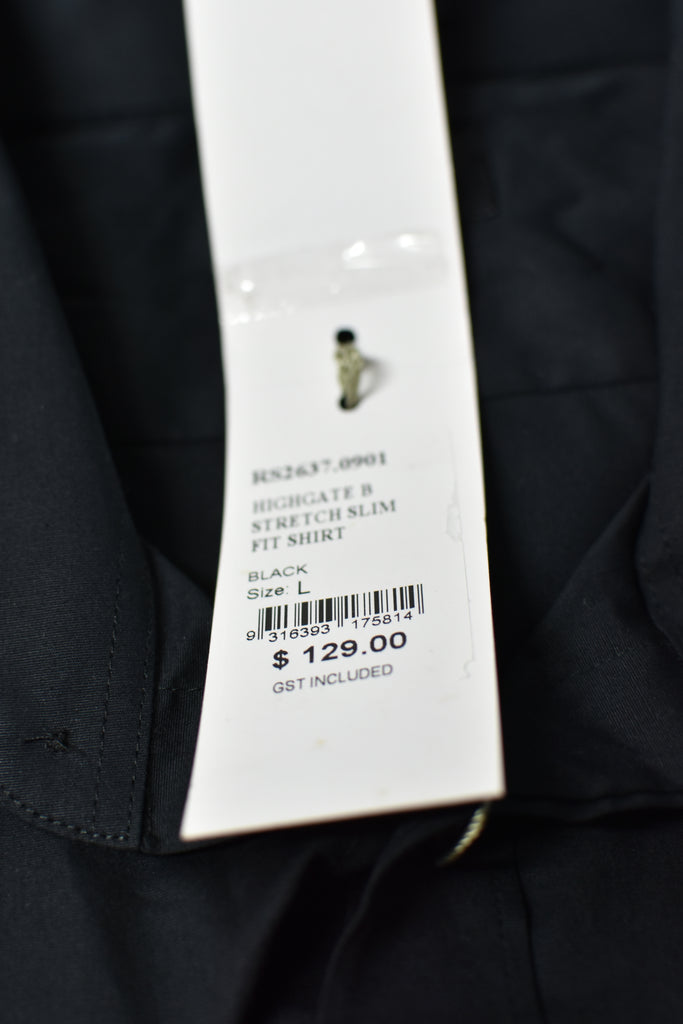 RS2637.0901
HIGHGATE B
STRETCH SLIM
FIT SHIRT
BLACK
Size: L
9 316393 175814
$ 129.00
GST INCLUDED